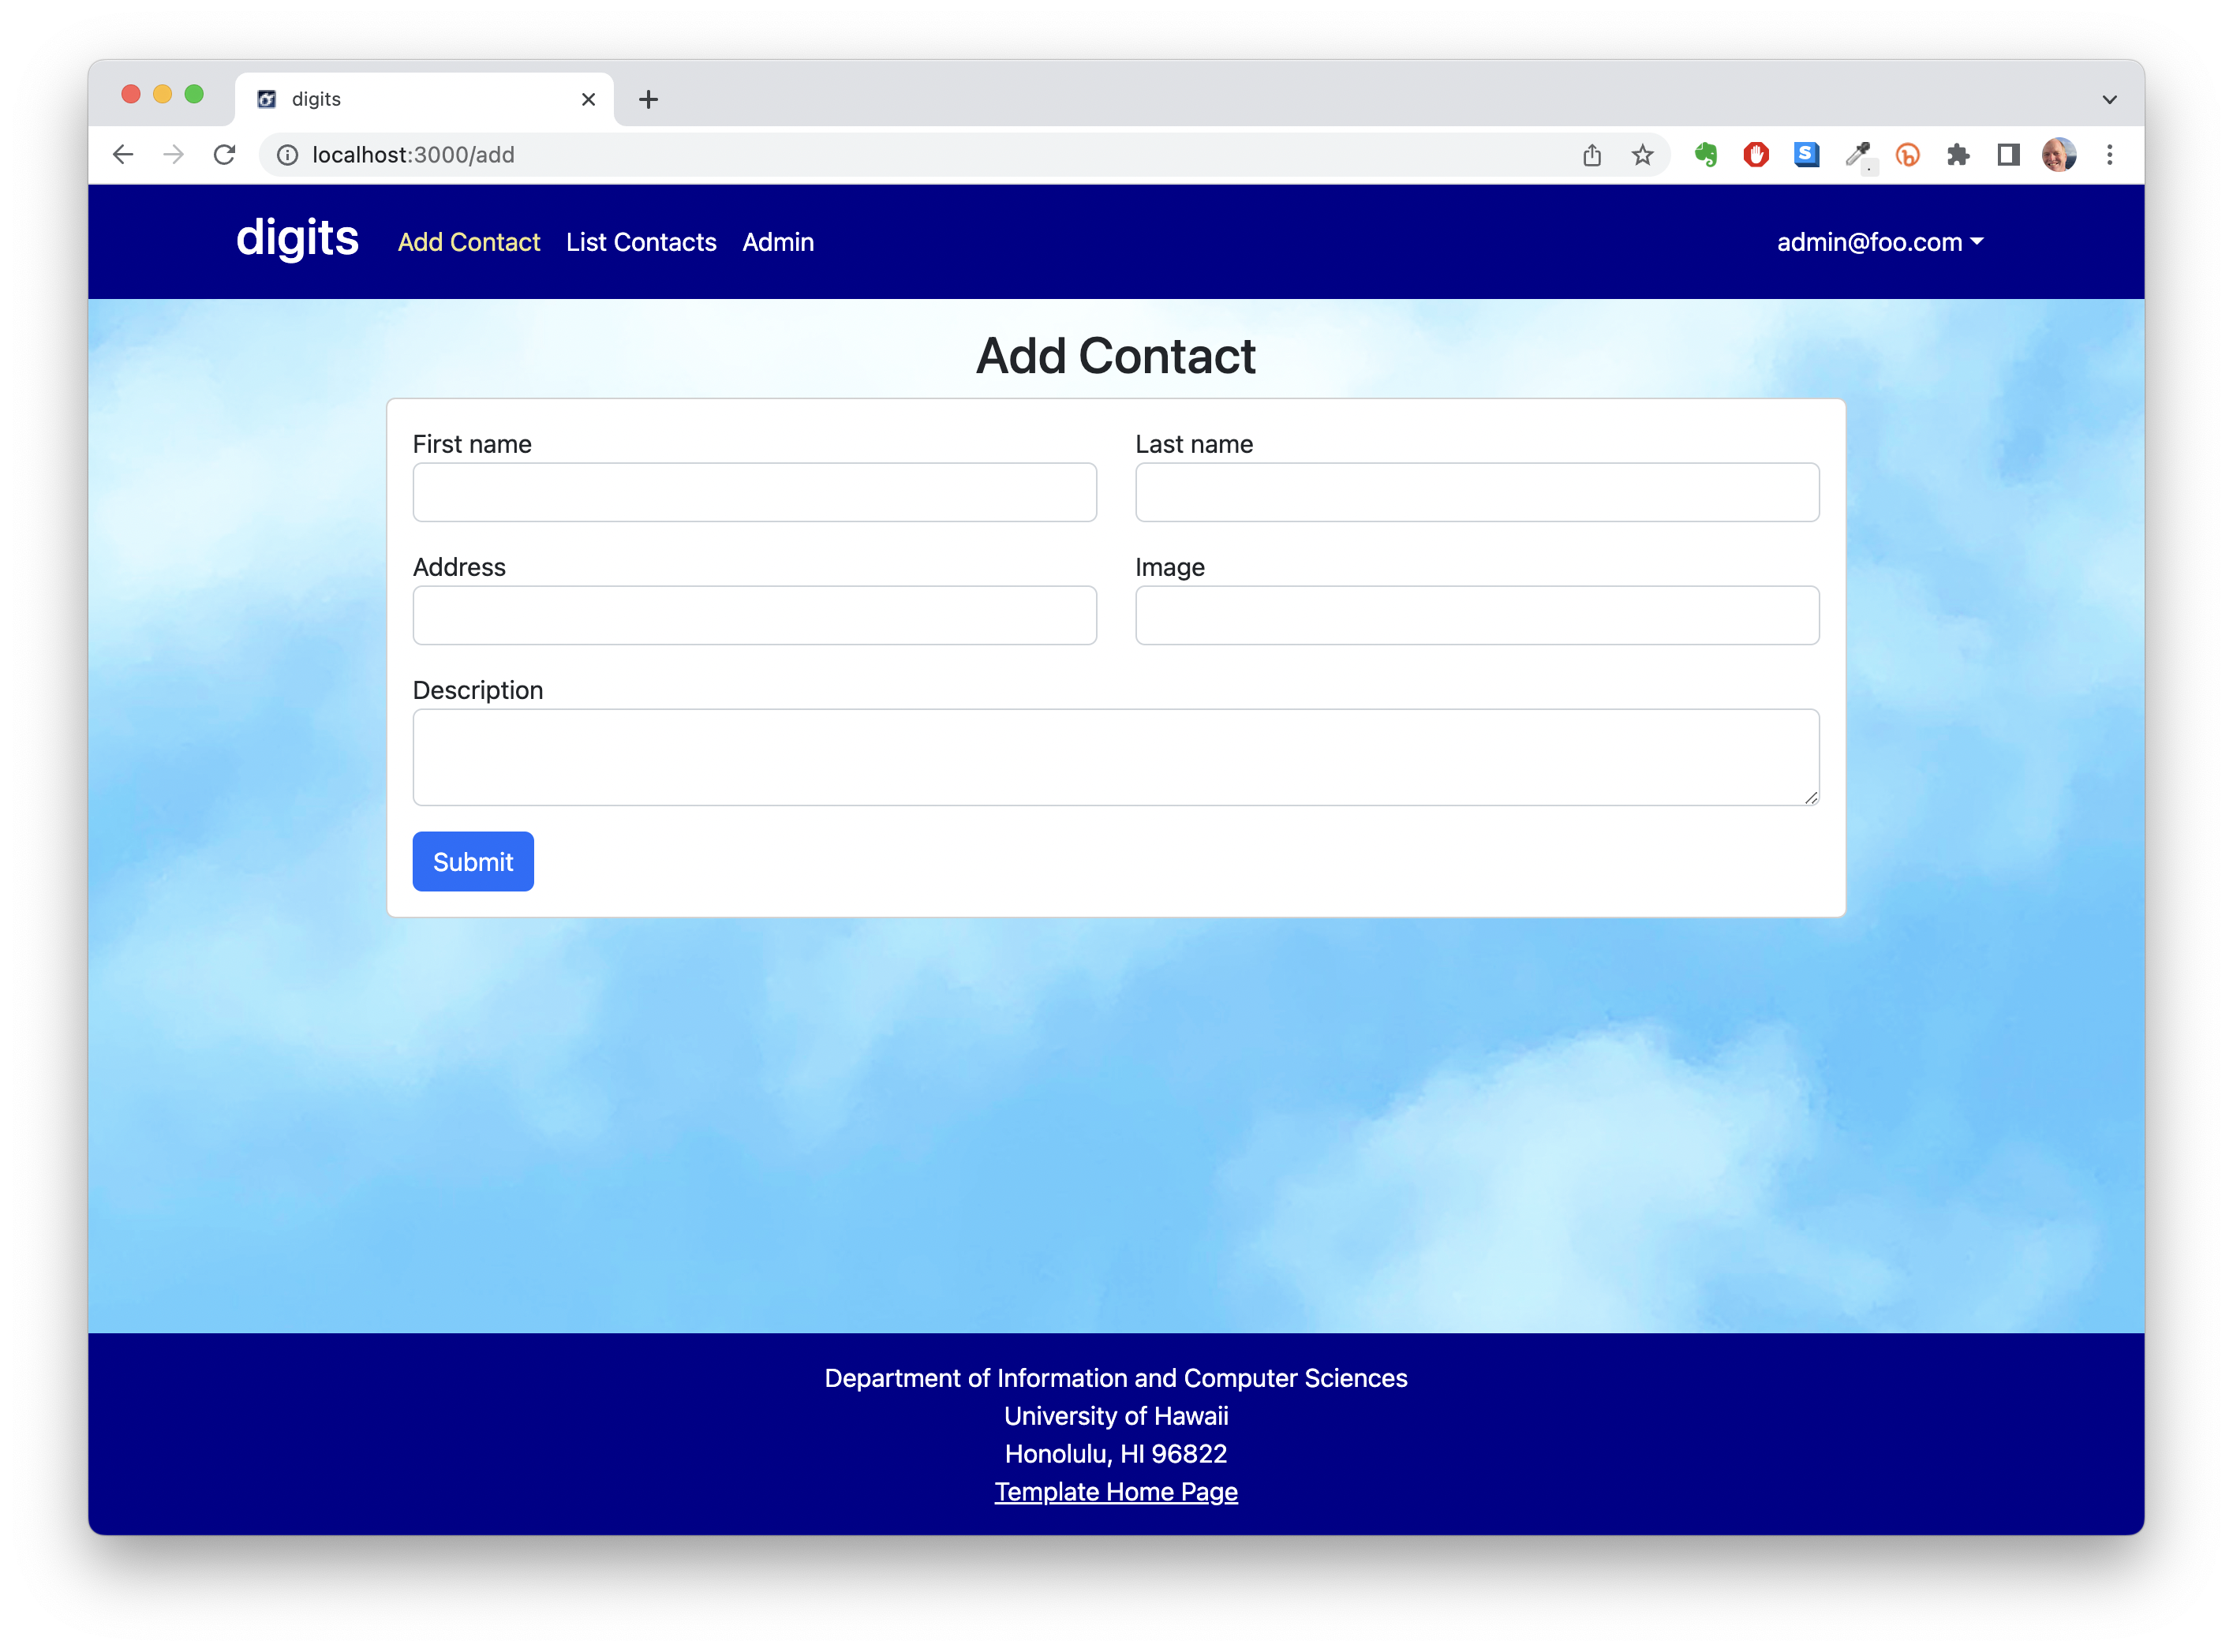 digits
localhost:3000/add
digits Add Contact List Contacts Admin admin@foo.com
Add Contact
First name Last name
Address Image
Description
Submit
Department of Information and Computer Sciences
University of Hawaii
Honolulu, HI 96822
Template Home Page